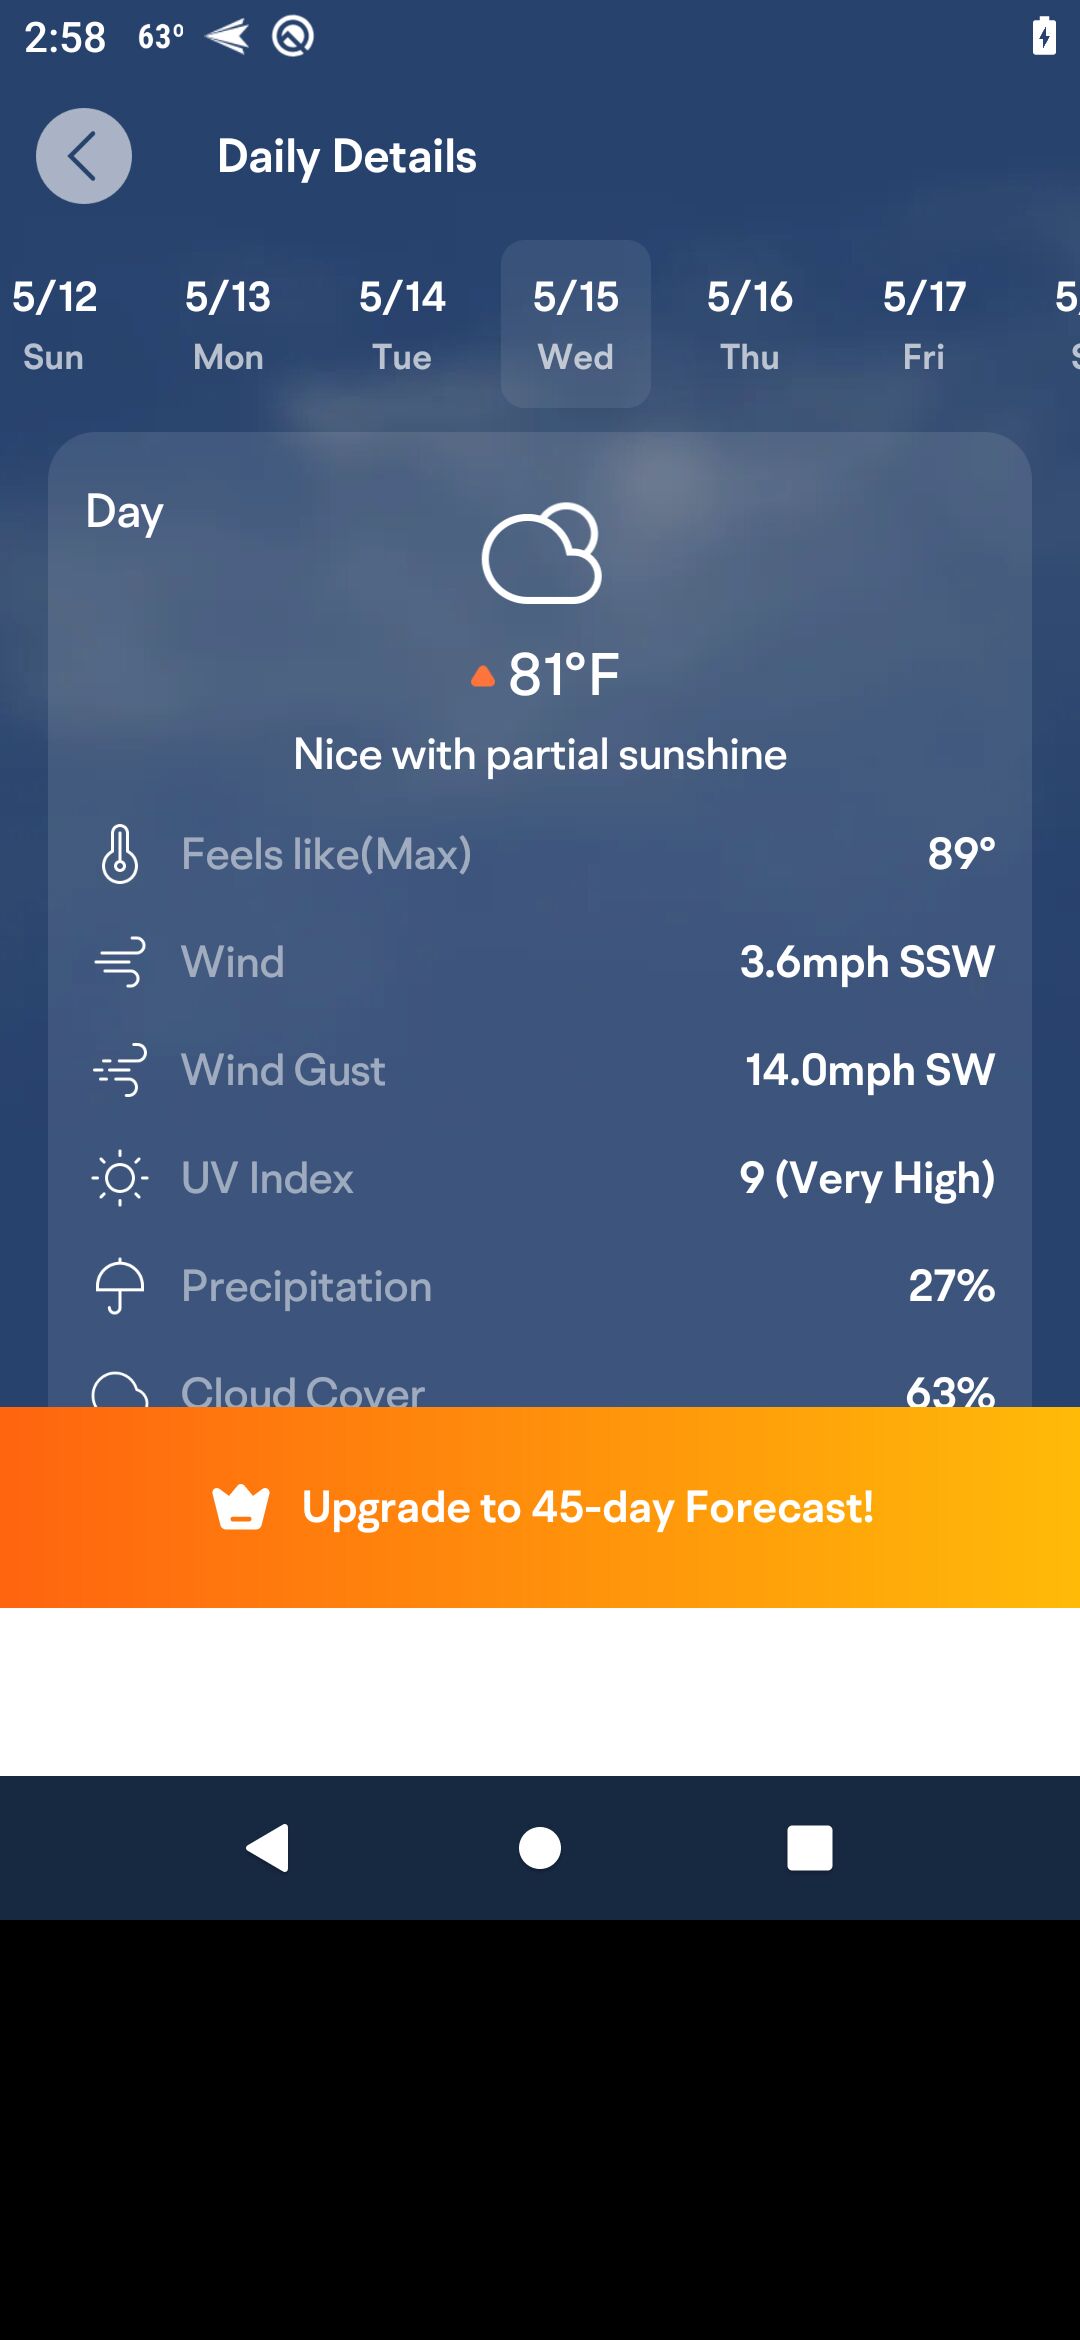 2:58 63°
Daily Details
5/12 5/13 5/14 5/15 5/16 5/17 5/
Sun Mon Tue Wed Thu Fri S
Day
81°F
Nice with partial sunshine
Feels like(Max) 89°
Wind 3.6mph SSW
Wind Gust 14.0mph SW
UV Index 9 (Very High)
Precipitation 27%
Cloud Cover 63%
Upgrade to 45-day Forecast!